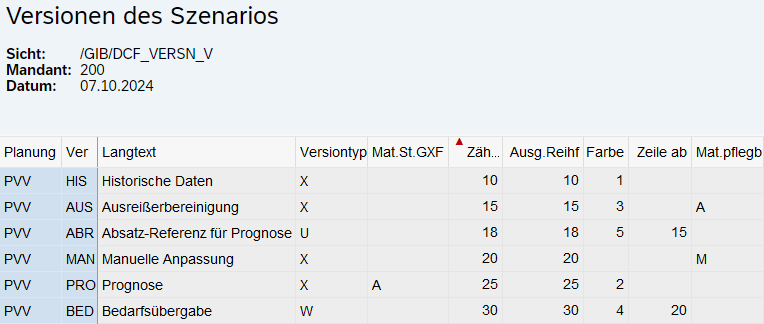 Versionen des Szenarios
Sicht: /GIB/DCF_VERSN_V
Mandant: 200
Datum: 07.10.2024
Planung Ver Langtext Versiontyp Mat.St.GXF Zäh... Ausg.Reihf Farbe Zeile ab Mat.pflegb
PVV HIS Historische Daten X 10 10 1
PVV AUS Ausreißerbereinigung X 15 15 3 A
PVV ABR Absatz-Referenz für Prognose U 18 18 5 15
PVV MAN Manuelle Anpassung X 20 20 M
PVV PRO Prognose X A 25 25 2
PVV BED Bedarfsübergabe W 30 30 4 20